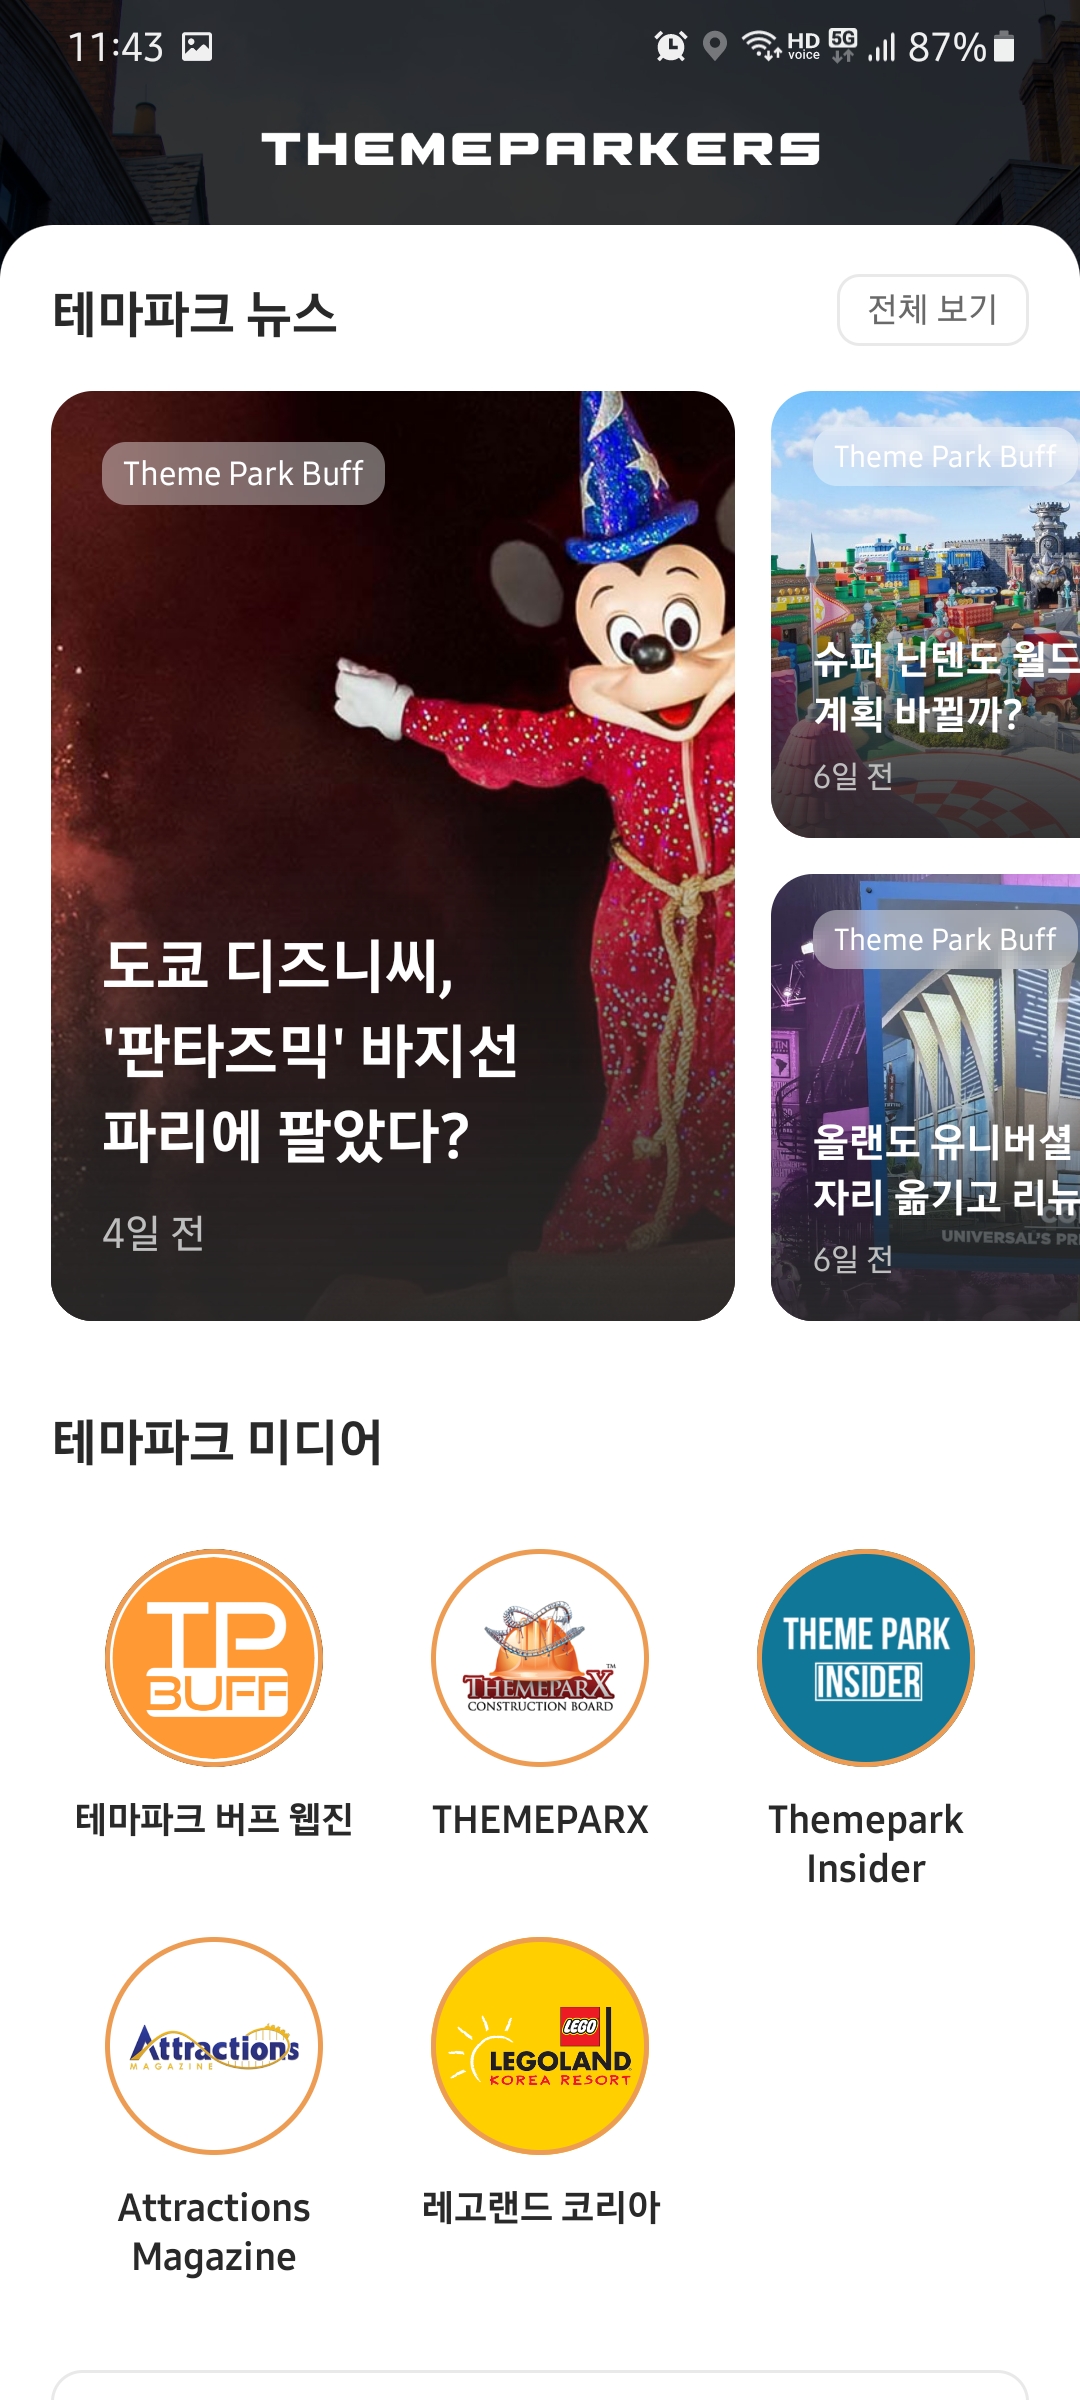 11:43
HD voice 5G 87%
THEMEPARKERS
테마파크 뉴스
전체 보기
Theme Park Buff
도쿄 디즈니씨,
'판타즈믹' 바지선
파리에 팔았다?
4일 전
Theme Park Buff
슈퍼 닌텐도 월드
계획 바뀔까?
6일 전
Theme Park Buff
올랜도 유니버셜
자리 옮기고 리뉴
UNIVERSAL'S PR
6일 전
테마파크 미디어
TP
BUFF
THEMEPARX™
CONSTRUCTION BOARD
THEME PARK
INSIDER
테마파크 버프 웹진
THEMEPARX
Themepark
Insider
Attractions
MAGAZINE
LEGO
LEGOLAND
KOREA RESORT
Attractions
Magazine
레고랜드 코리아